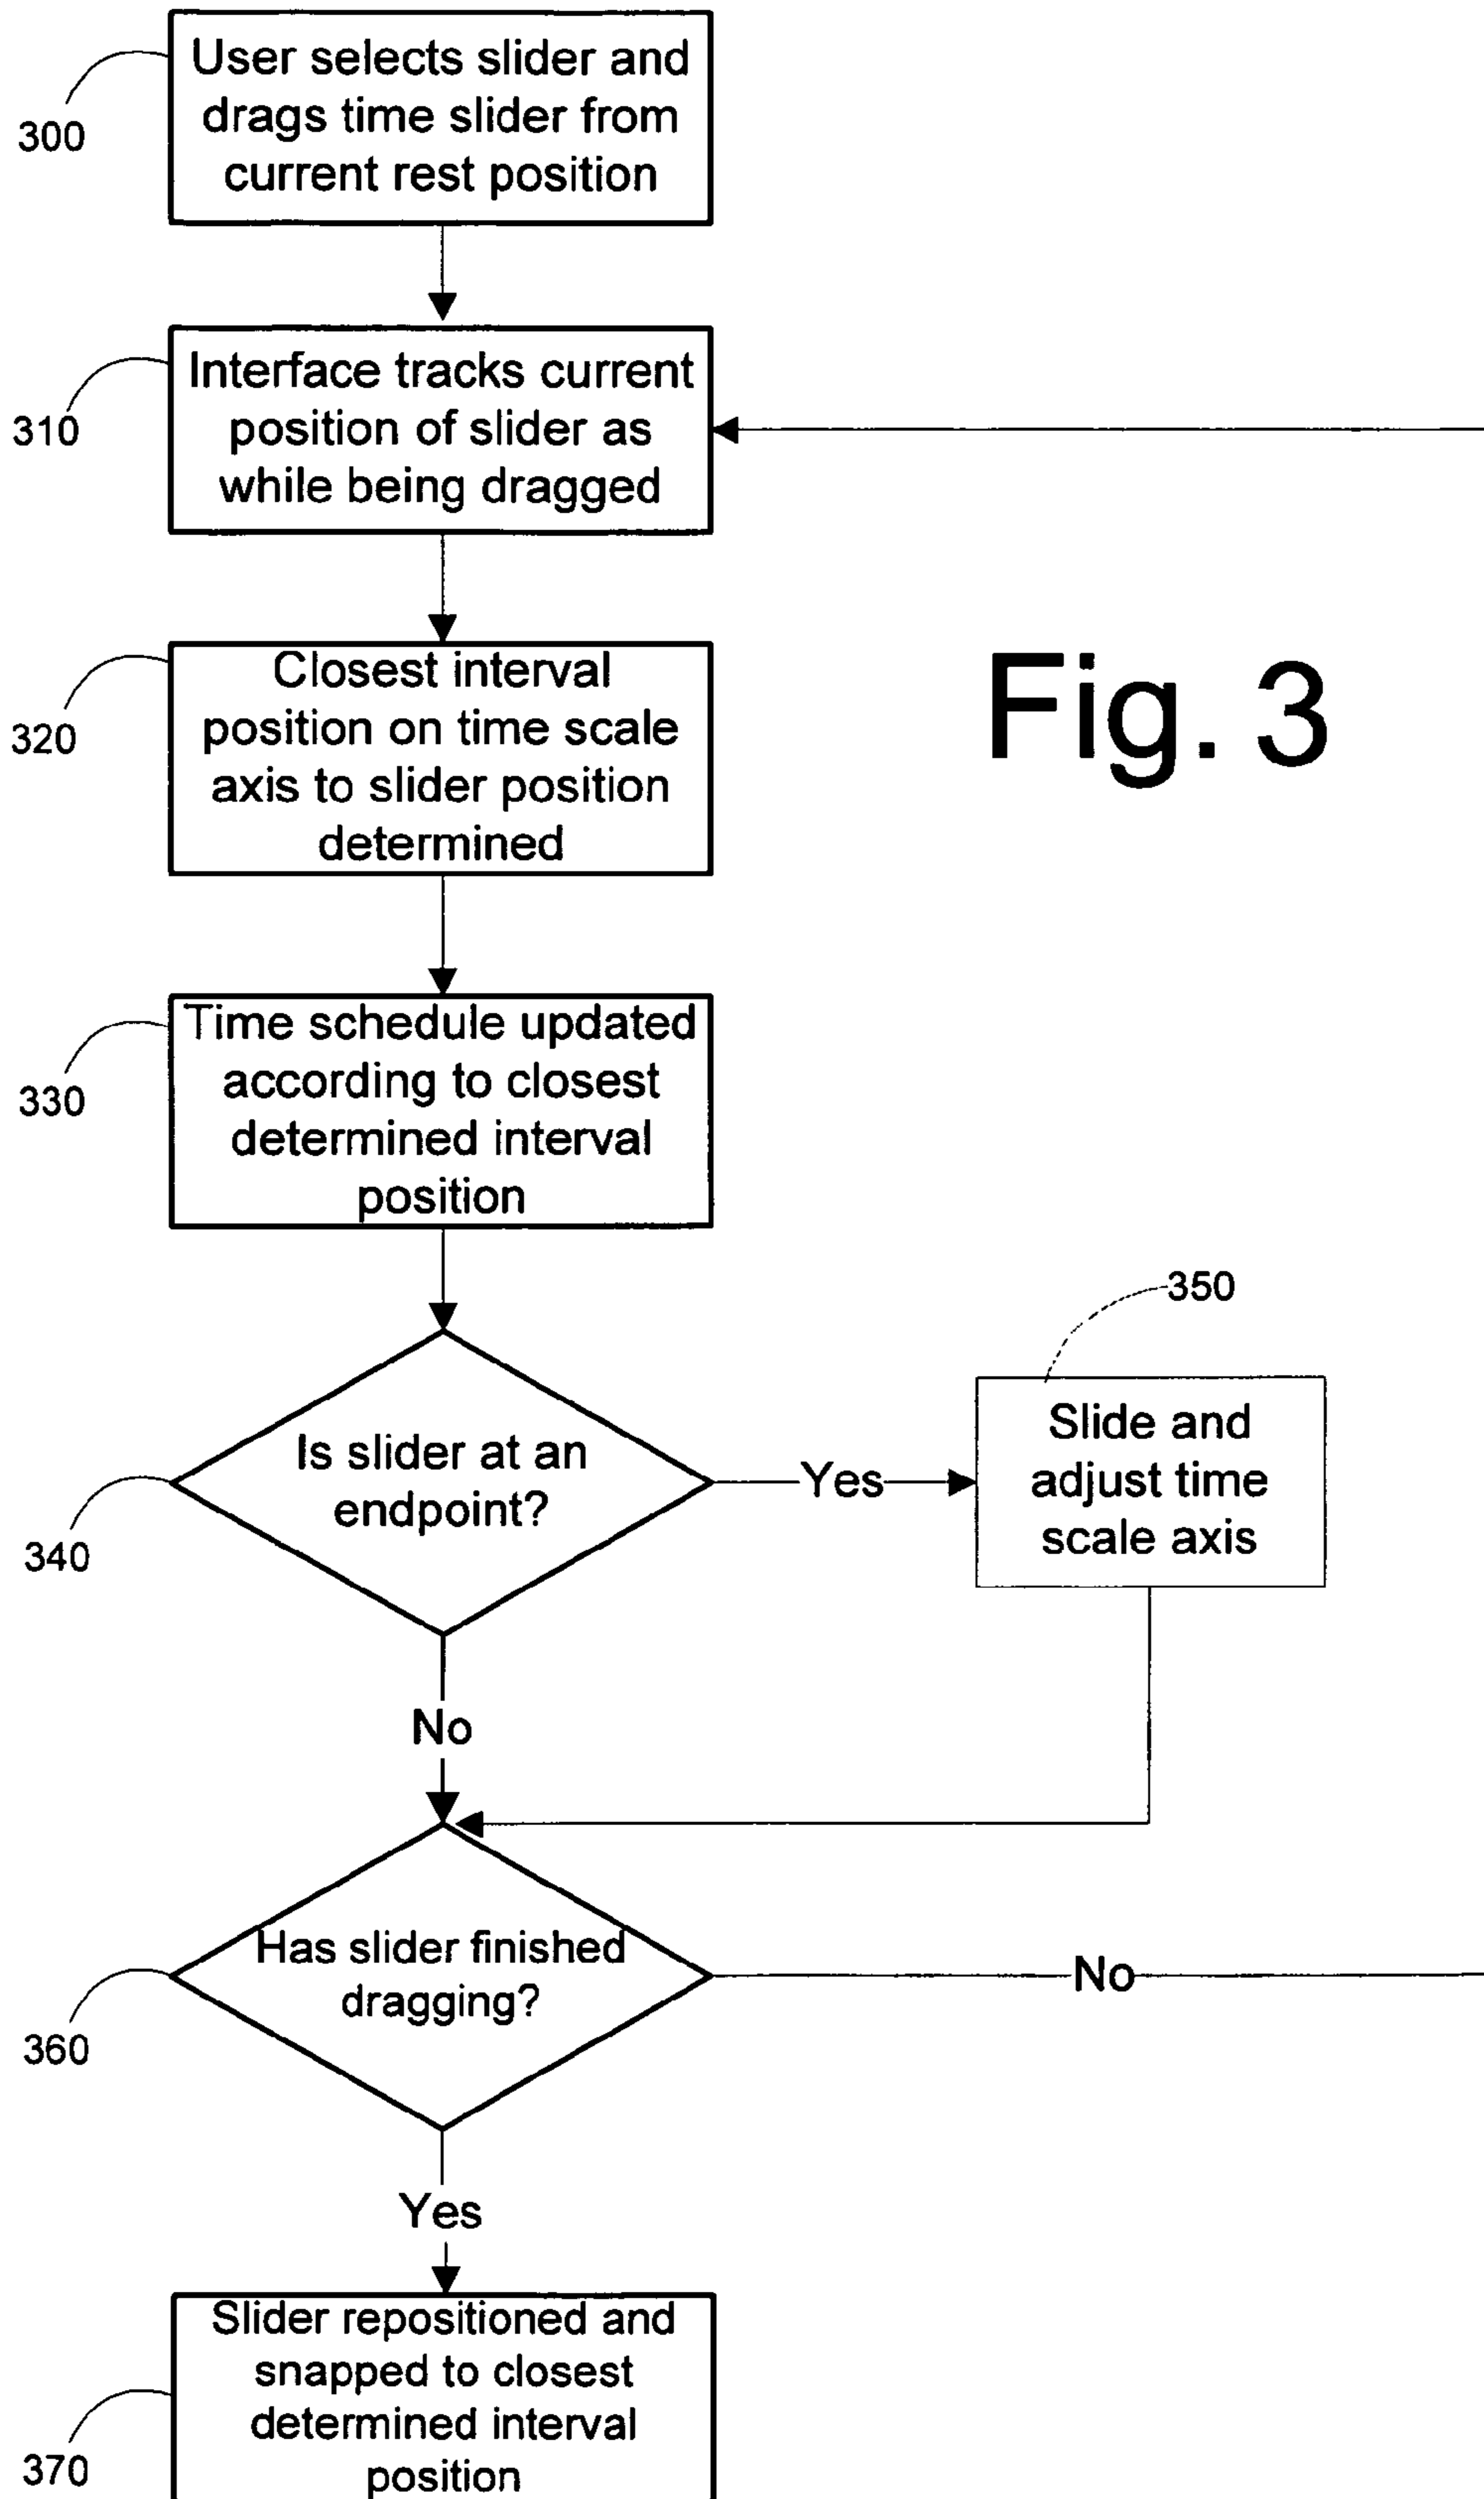 User selects slider and
drags time slider from
current rest position
300
Interface tracks current
position of slider as
while being dragged
310
Closest interval
position on time scale
axis to slider position
determined
320
Fig. 3
Time schedule updated
according to closest
determined interval
position
330
350
Is slider at an
endpoint?
340
Yes
Slide and
adjust time
scale axis
No
Has slider finished
dragging?
360
No
Yes
Slider repositioned and
snapped to closest
determined interval
position
370